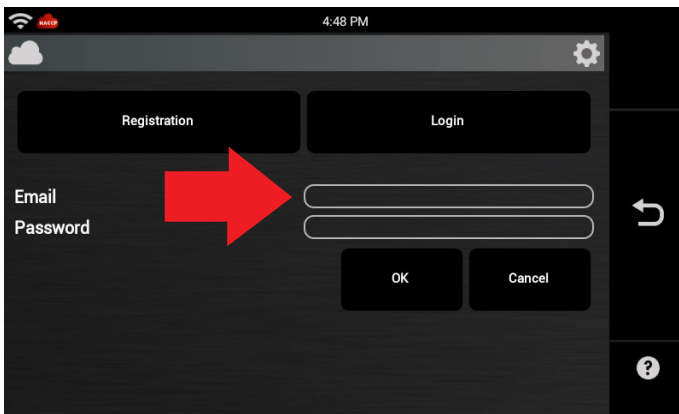 HACCP
4:48 PM
Registration
Login
Email
Password
OK
Cancel
?